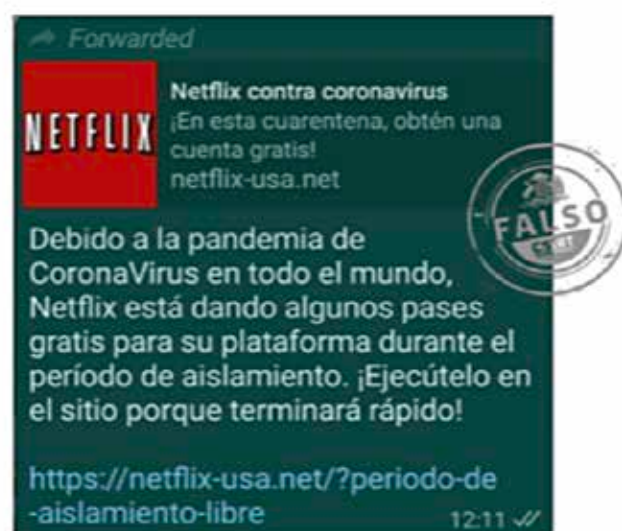 Forwarded
NETFLIX
Netflix contra coronavirus
¡En esta cuarentena, obtén una
cuenta gratis!
netflix-usa.net
FALSO
Debido a la pandemia de
CoronaVirus en todo el mundo,
Netflix está dando algunos pases
gratis para su plataforma durante el
período de aislamiento. ¡Ejecútelo en
el sitio porque terminará rápido!
https://netflix-usa.net/?periodo-de
-aislamiento-libre
12:11